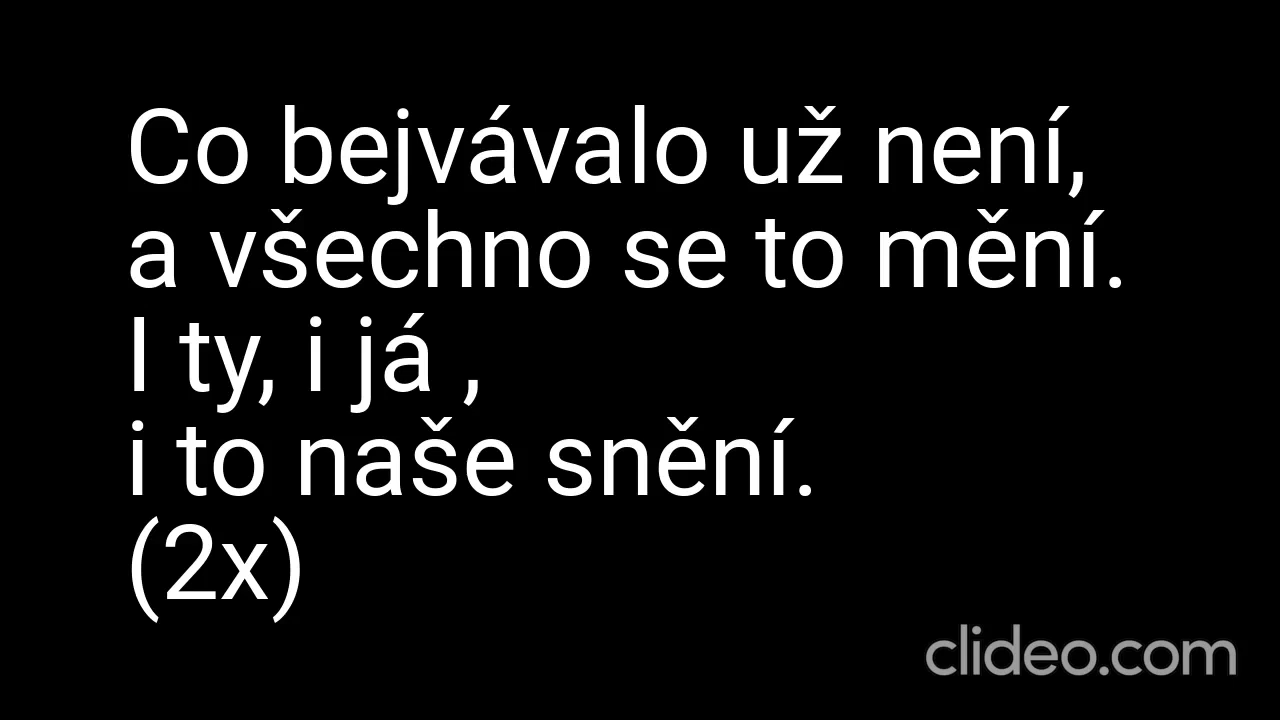 Co bejvávalo už není,
a všechno se to mění.
I ty, i já ,
i to naše snění.
(2x)
clideo.com